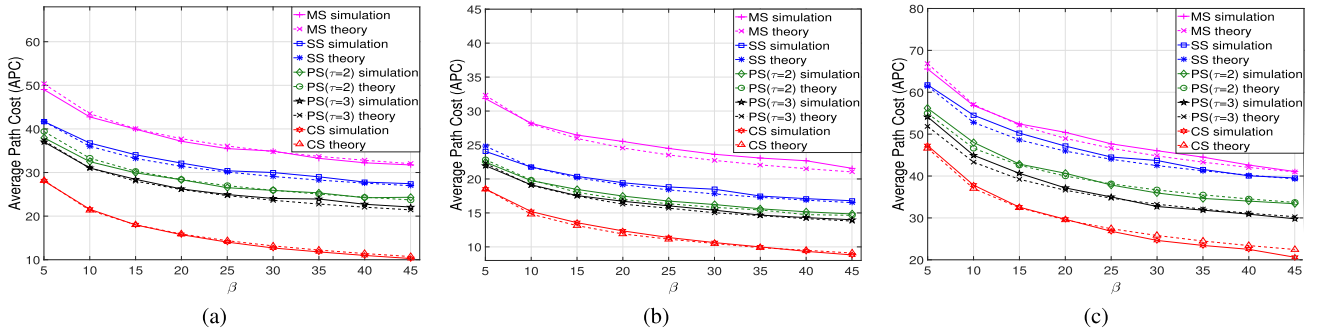 Average Path Cost (APC)
60
50
40
30
20
10
5 10 15 20 25 30 35 40 45
β
MS simulation
MS theory
SS simulation
SS theory
PS(τ=2) simulation
PS(τ=2) theory
PS(τ=3) simulation
PS(τ=3) theory
CS simulation
CS theory
(a)
Average Path Cost (APC)
45
40
35
30
25
20
15
10
5 10 15 20 25 30 35 40 45
β
MS simulation
MS theory
SS simulation
SS theory
PS(τ=2) simulation
PS(τ=2) theory
PS(τ=3) simulation
PS(τ=3) theory
CS simulation
CS theory
(b)
Average Path Cost (APC)
80
70
60
50
40
30
20
5 10 15 20 25 30 35 40 45
β
MS simulation
MS theory
SS simulation
SS theory
PS(τ=2) simulation
PS(τ=2) theory
PS(τ=3) simulation
PS(τ=3) theory
CS simulation
CS theory
(c)